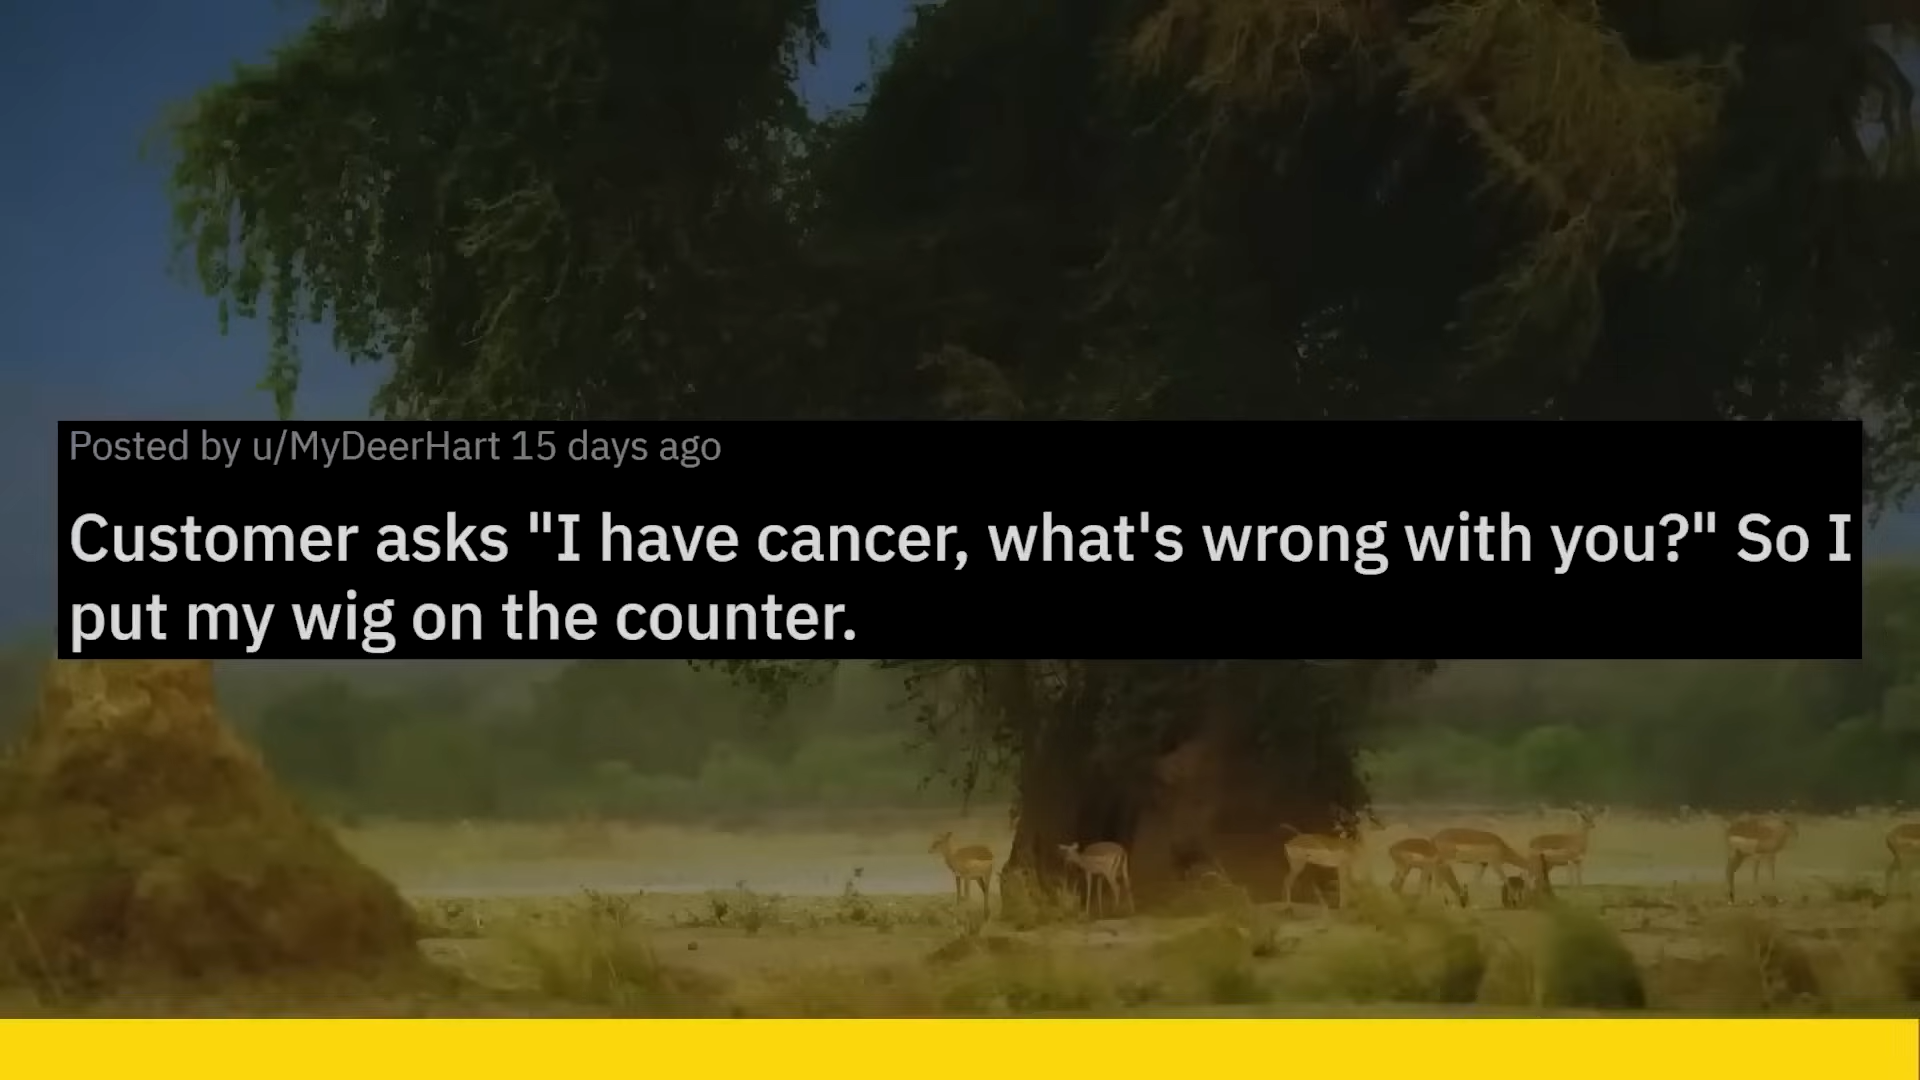 Posted by u/MyDeerHart 15 days ago
Customer asks "I have cancer, what's wrong with you?" So I
put my wig on the counter.